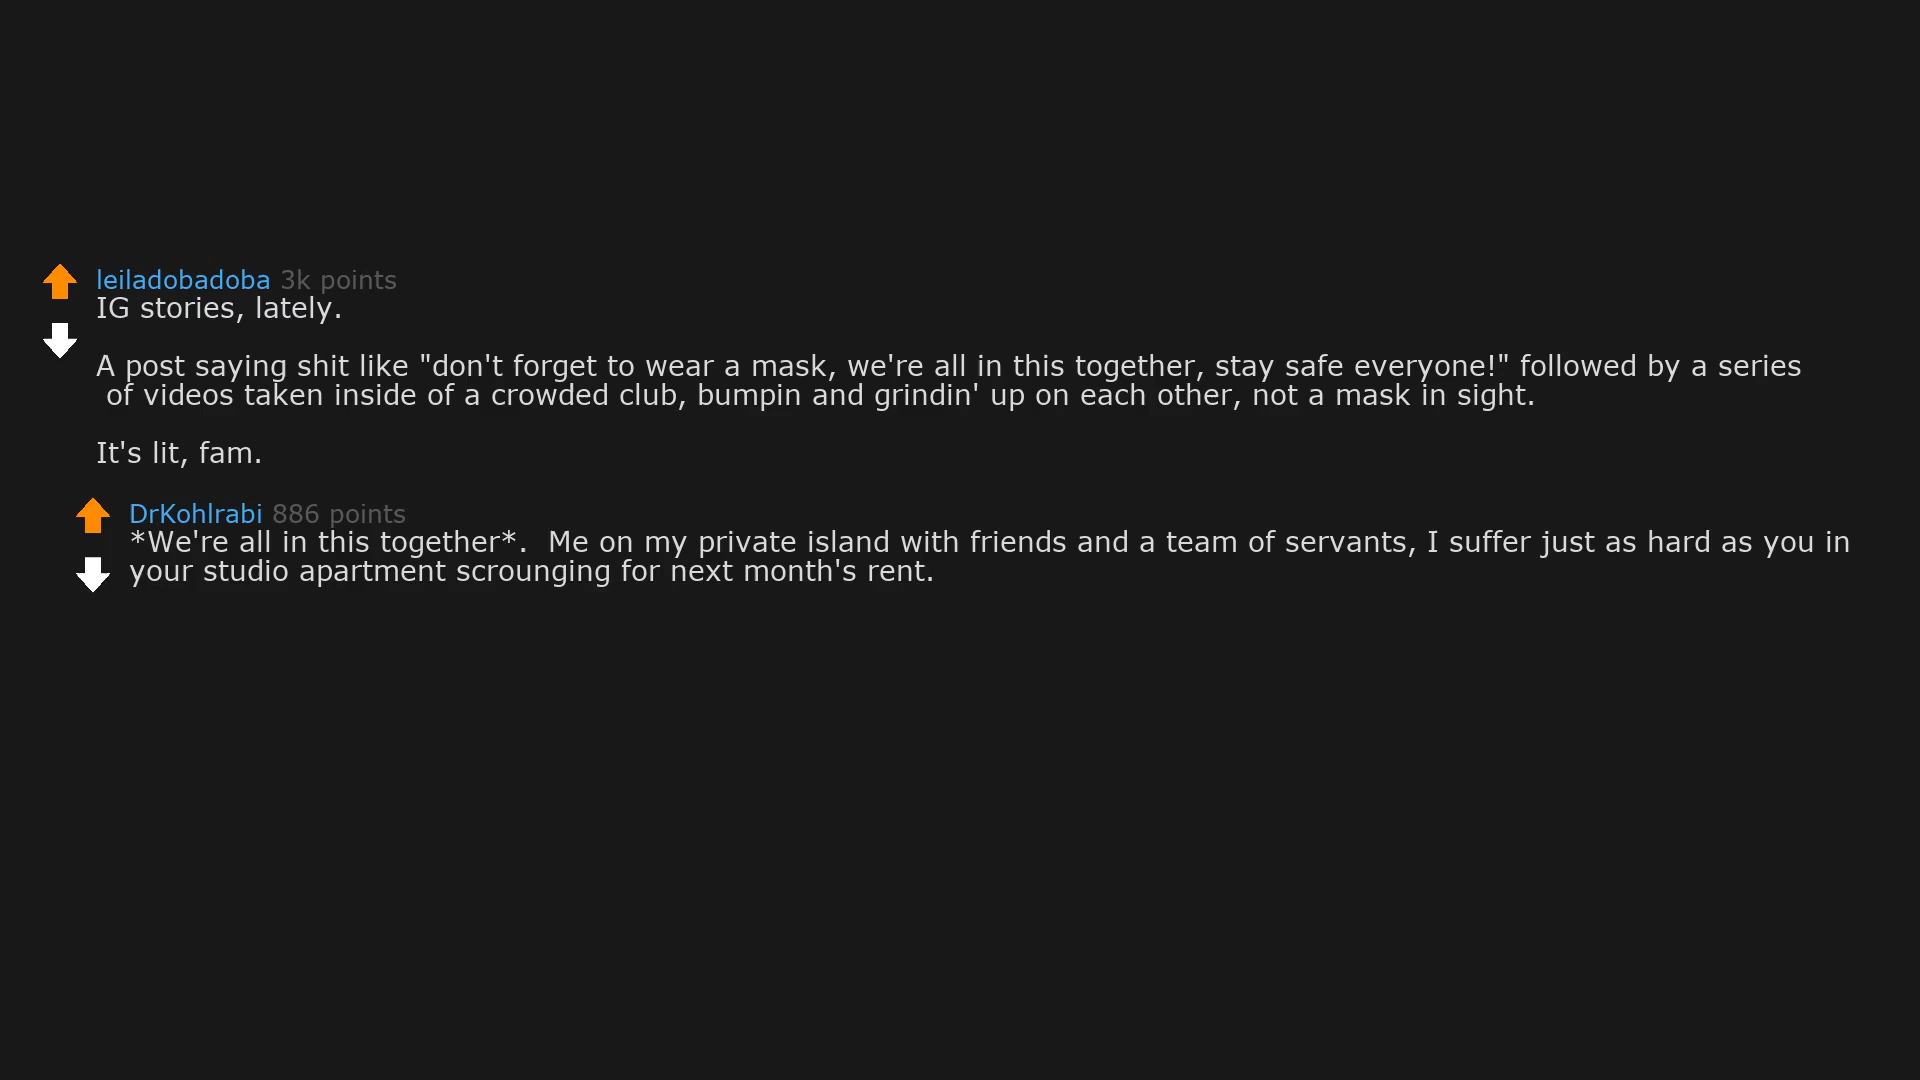 leiladobadoba 3k points
IG stories, lately.
A post saying shit like "don't forget to wear a mask, we're all in this together, stay safe everyone!" followed by a series
of videos taken inside of a crowded club, bumpin and grindin' up on each other, not a mask in sight.
It's lit, fam.
DrKohlrabi 886 points
*We're all in this together*.  Me on my private island with friends and a team of servants, I suffer just as hard as you in
your studio apartment scrounging for next month's rent.